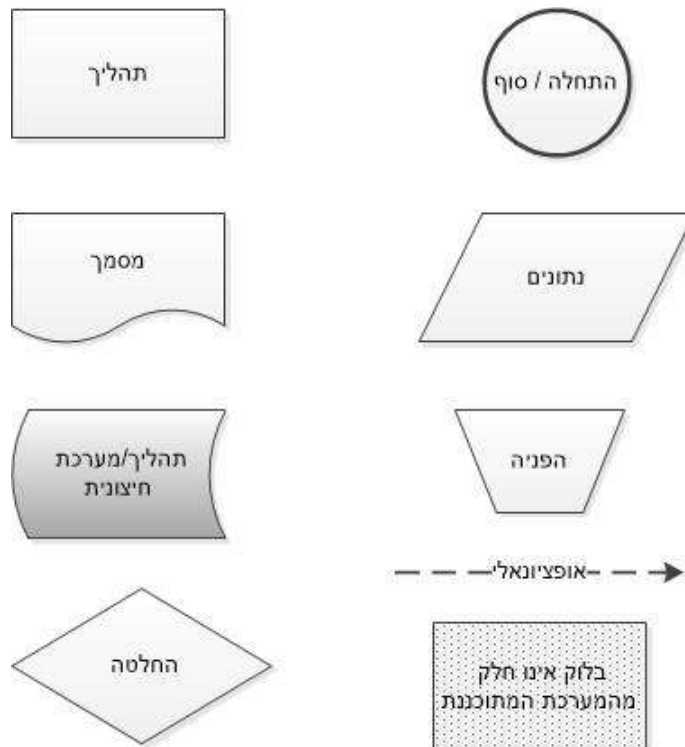 תהליך
התחלה / סוף
מסמך
נתונים
תהליך/מערכת
חיצונית
הפניה
אופציונאלי
החלטה
בלוק אינו חלק
מהמערכת המתוכננת